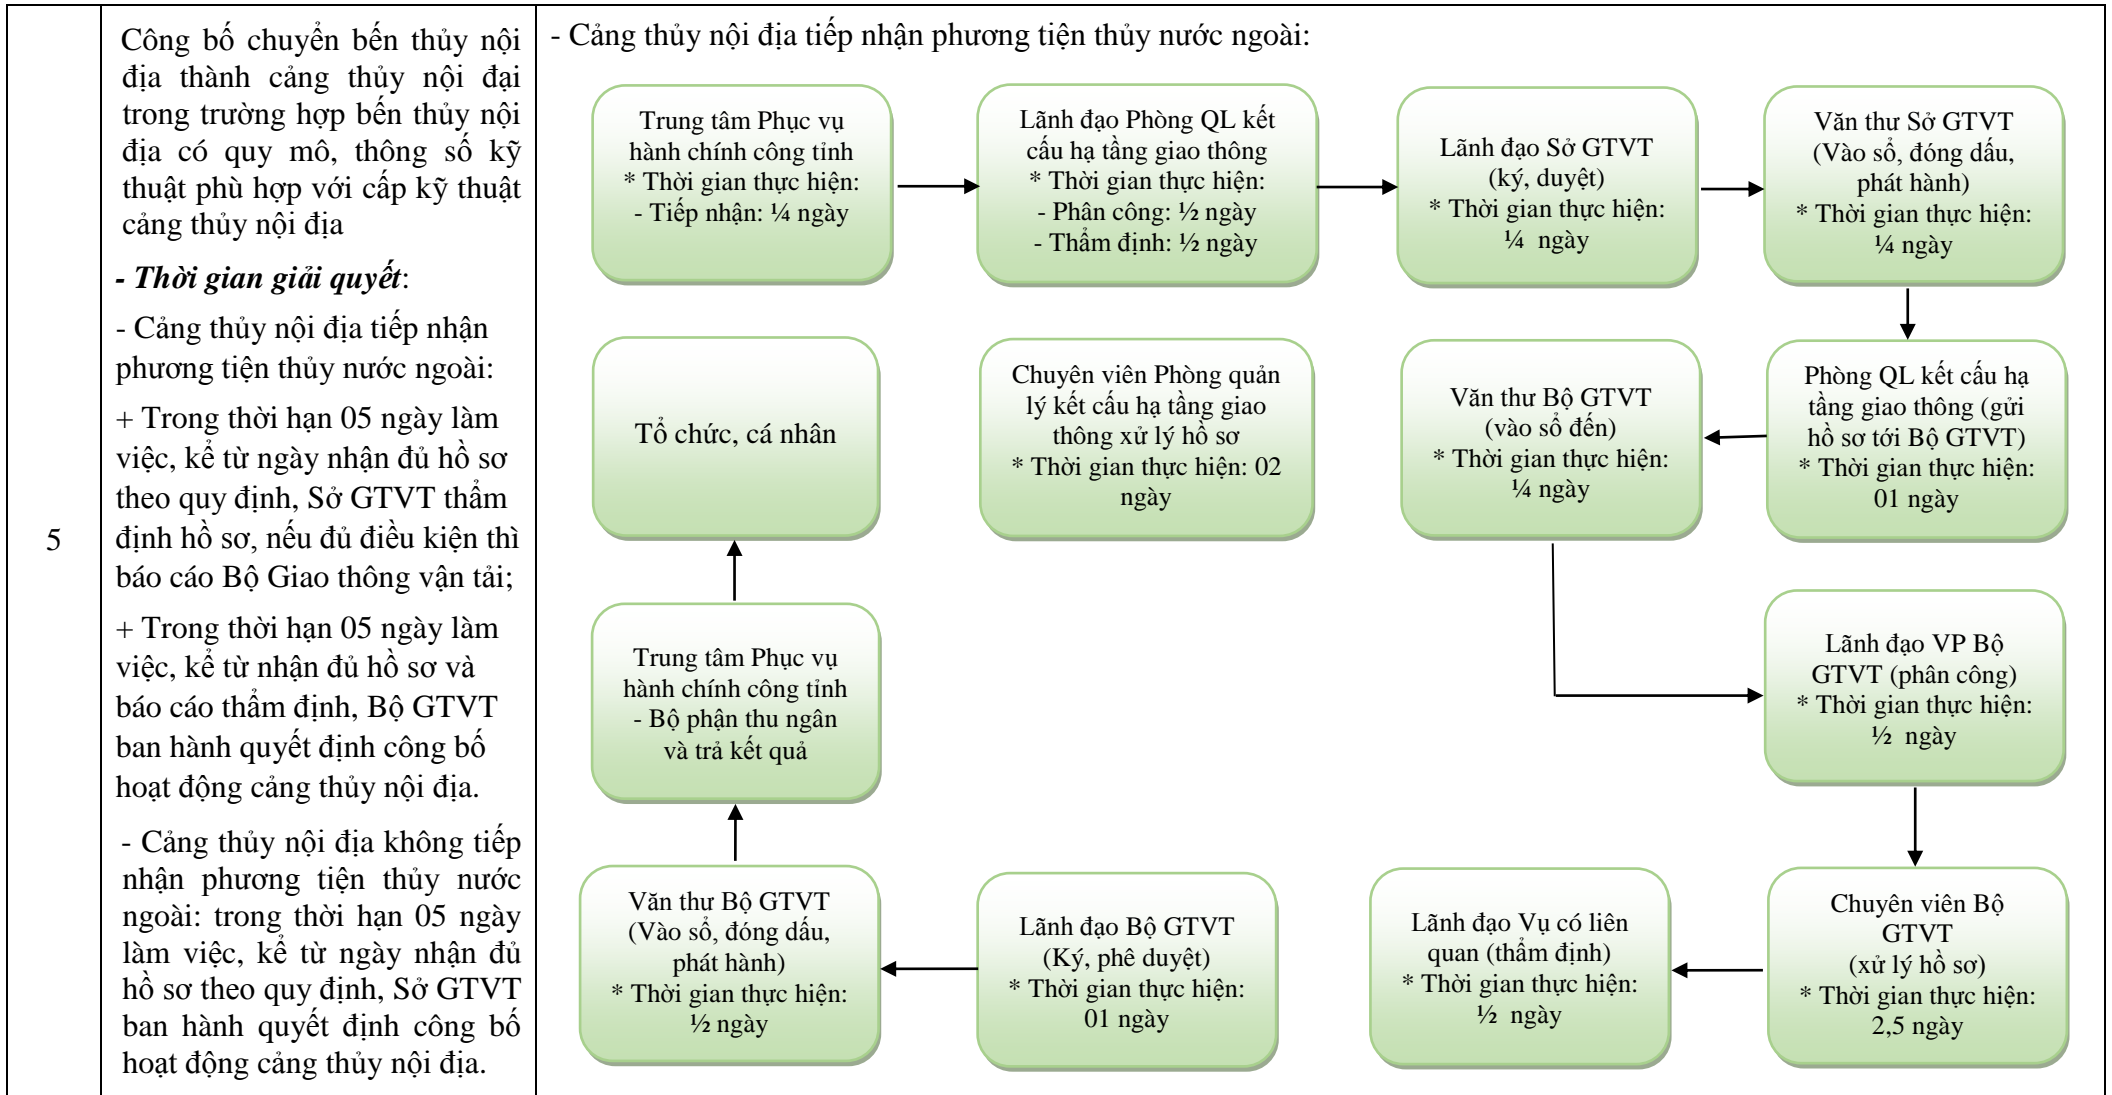 5
Công bố chuyển bến thủy nội
địa thành cảng thủy nội đại
trong trường hợp bến thủy nội
địa có quy mô, thông số kỹ
thuật phù hợp với cấp kỹ thuật
cảng thủy nội địa
- Thời gian giải quyết:
- Cảng thủy nội địa tiếp nhận
phương tiện thủy nước ngoài:
+ Trong thời hạn 05 ngày làm
việc, kể từ ngày nhận đủ hồ sơ
theo quy định, Sở GTVT thẩm
định hồ sơ, nếu đủ điều kiện thì
báo cáo Bộ Giao thông vận tải;
+ Trong thời hạn 05 ngày làm
việc, kể từ nhận đủ hồ sơ và
báo cáo thẩm định, Bộ GTVT
ban hành quyết định công bố
hoạt động cảng thủy nội địa.
- Cảng thủy nội địa không tiếp
nhận phương tiện thủy nước
ngoài: trong thời hạn 05 ngày
làm việc, kể từ ngày nhận đủ
hồ sơ theo quy định, Sở GTVT
ban hành quyết định công bố
hoạt động cảng thủy nội địa.
- Cảng thủy nội địa tiếp nhận phương tiện thủy nước ngoài:
Trung tâm Phục vụ
hành chính công tỉnh
* Thời gian thực hiện:
- Tiếp nhận: ¼ ngày
Lãnh đạo Phòng QL kết
cấu hạ tầng giao thông
* Thời gian thực hiện:
- Phân công: ½ ngày
- Thẩm định: ½ ngày
Lãnh đạo Sở GTVT
(ký, duyệt)
* Thời gian thực hiện:
¼ ngày
Văn thư Sở GTVT
(Vào sổ, đóng dấu,
phát hành)
* Thời gian thực hiện:
¼ ngày
Tổ chức, cá nhân
Chuyên viên Phòng quản
lý kết cấu hạ tầng giao
thông xử lý hồ sơ
* Thời gian thực hiện: 02
ngày
Văn thư Bộ GTVT
(vào sổ đến)
* Thời gian thực hiện:
¼ ngày
Phòng QL kết cấu hạ
tầng giao thông (gửi
hồ sơ tới Bộ GTVT)
* Thời gian thực hiện:
01 ngày
Trung tâm Phục vụ
hành chính công tỉnh
- Bộ phận thu ngân
và trả kết quả
Lãnh đạo VP Bộ
GTVT (phân công)
* Thời gian thực hiện:
½ ngày
Văn thư Bộ GTVT
(Vào sổ, đóng dấu,
phát hành)
* Thời gian thực hiện:
½ ngày
Lãnh đạo Bộ GTVT
(Ký, phê duyệt)
* Thời gian thực hiện:
01 ngày
Lãnh đạo Vụ có liên
quan (thẩm định)
* Thời gian thực hiện:
½ ngày
Chuyên viên Bộ
GTVT
(xử lý hồ sơ)
* Thời gian thực hiện:
2,5 ngày